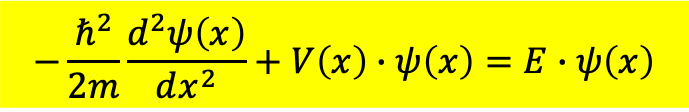 −ħ²/2m d²ψ(x)/dx² + V(x) · ψ(x) = E · ψ(x)